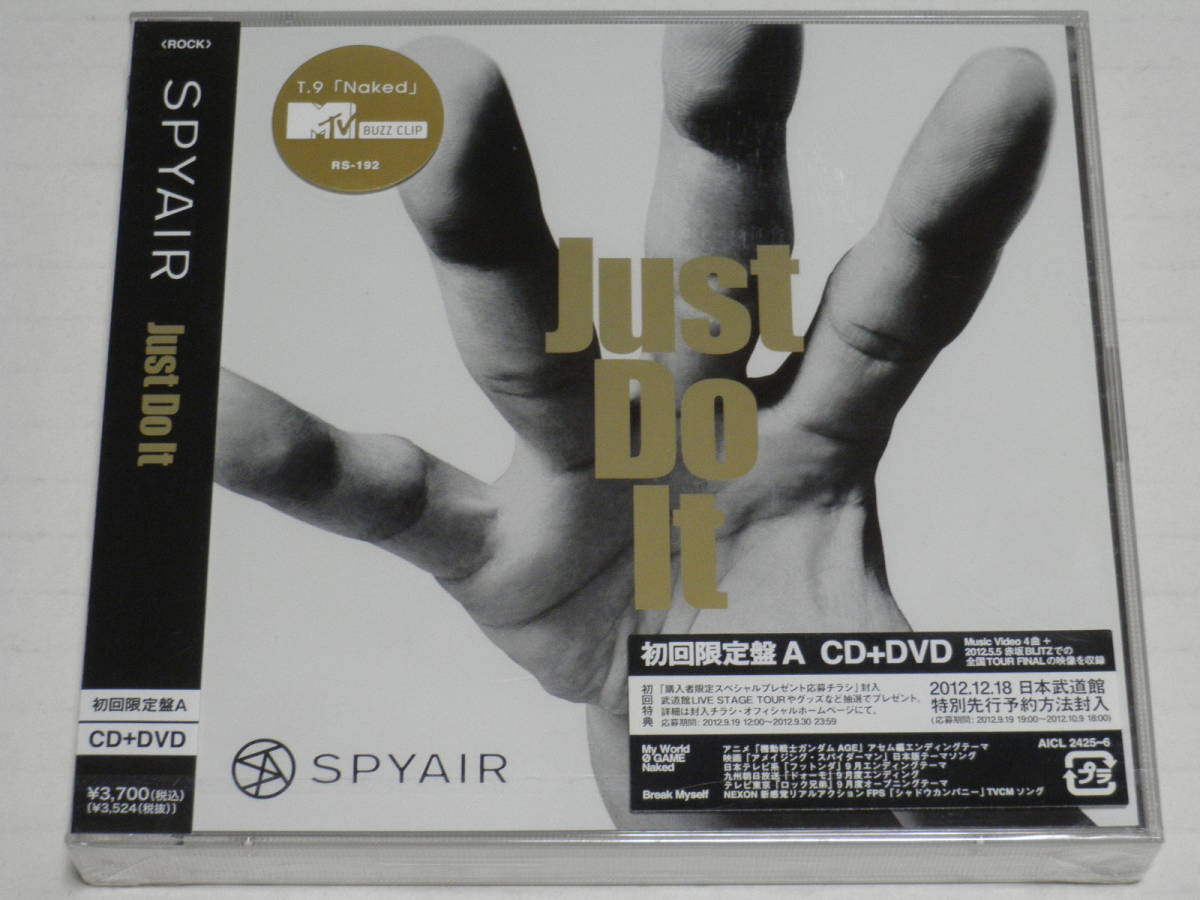 〈ROCK〉
SPYAIR
Just Do It
初回限定盤A
CD+DVD
¥3,700(税込)
(¥3,524(税抜))
T.9「Naked」
MTV BUZZ CLIP
RS-192
Just
Do
It
SPYAIR
初回限定盤A CD+DVD
Music Video 4曲+
2012.5.5 赤坂BLITZでの
全国TOUR FINALの映像を収録
初回特典
「購入者限定スペシャルプレゼント応募チラシ」封入
武道館LIVE STAGE TOURやグッズなど抽選でプレゼント。
詳細は封入チラシ・オフィシャルホームページにて。
応募期間:2012.9.19 12:00〜2012.9.30 23:59
2012.12.18 日本武道館
特別先行予約方法封入
(応募期間:2012.9.19 19:00〜2012.10.9 18:00)
My World アニメ「機動戦士ガンダムAGE」アセム編エンディングテーマ
0 GAME 映画「アメイジング・スパイダーマン」日本版テーマソング
Naked 日本テレビ系「フットンダ」9月エンディングテーマ
九州朝日放送「ドォーモ」9月度エンディング
テレビ東京「ロック兄弟」9月度オープニングテーマ
Break Myself NEXON 新感覚リアルアクションFPS「シャドウカンパニー」TVCMソング
AICL 2425~6
プラ